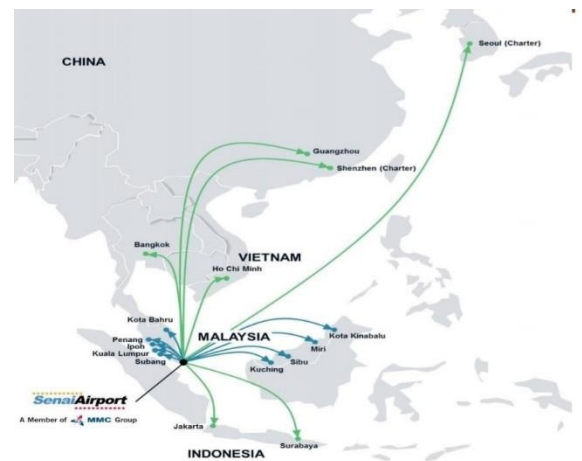 Seoul (Charter)
CHINA
Guangzhou
Shenzhen (Charter)
Bangkok
VIETNAM
Ho Chi Minh
Kota Bahru
MALAYSIA
Kota Kinabalu
Penang
Ipoh
Miri
Kuala Lumpur
Subang
Sibu
Kuching
SenaiAirport
A Member of MMC Group
Jakarta
Surabaya
INDONESIA